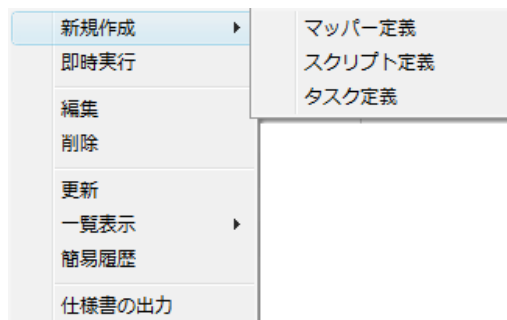 新規作成
即時実行
編集
削除
更新
一覧表示
簡易履歴
仕様書の出力
マッパー定義
スクリプト定義
タスク定義